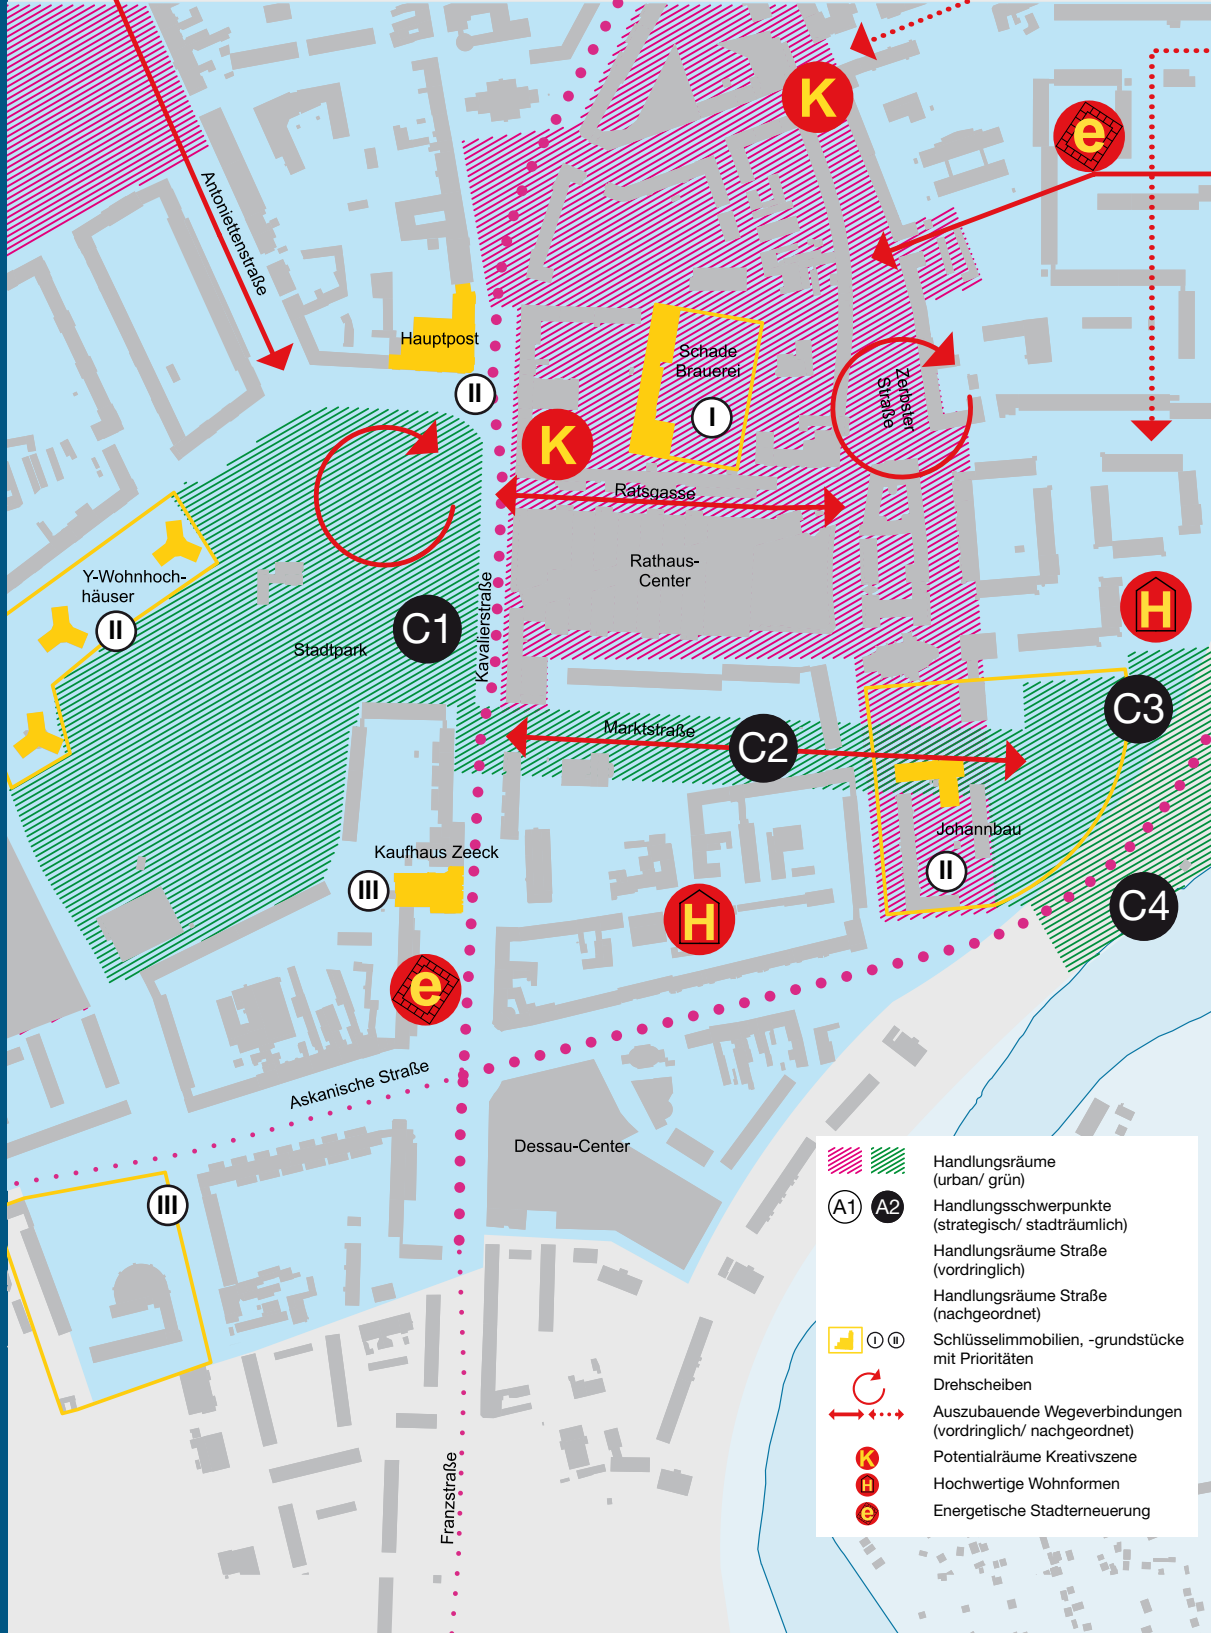 K
e
Antoniettenstraße
Hauptpost
II
Schade
Brauerei
I
Zerbster
Straße
K
Ratsgasse
Rathaus-
Center
Y-Wohnhoch-
häuser
II
C1
Stadtpark
Kavalierstraße
H
C3
Marktstraße
C2
Johannbau
II
Kaufhaus Zeeck
III
H
C4
e
Askanische Straße
Dessau-Center
III
Franzstraße
Handlungsräume
(urban/ grün)
A1 A2 Handlungsschwerpunkte
(strategisch/ stadträumlich)
Handlungsräume Straße
(vordringlich)
Handlungsräume Straße
(nachgeordnet)
I II Schlüsselimmobilien, -grundstücke
mit Prioritäten
Drehscheiben
Auszubauende Wegeverbindungen
(vordringlich/ nachgeordnet)
K Potentialräume Kreativszene
H Hochwertige Wohnformen
e Energetische Stadterneuerung